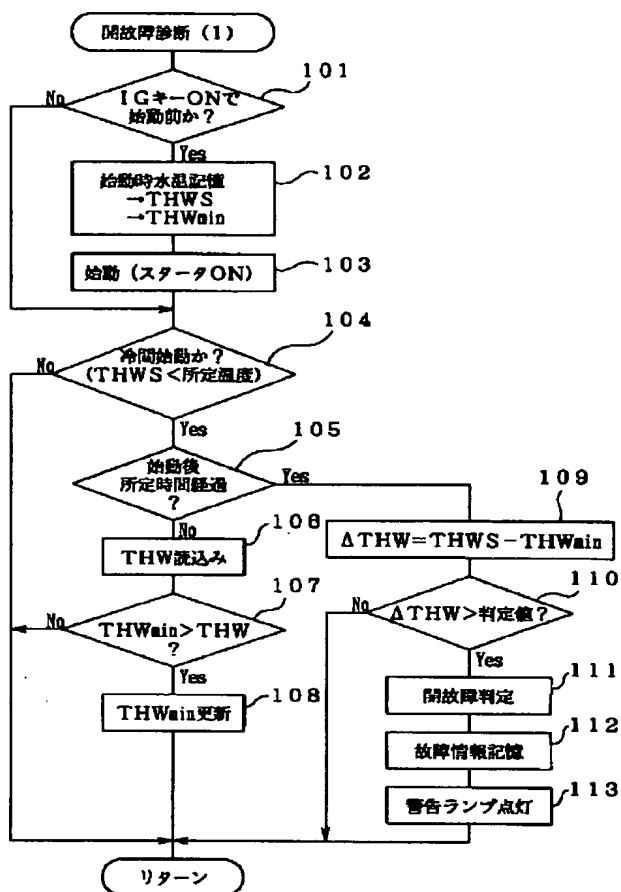 開故障診断(1)
101
IGキーONで
始動前か?
No
Yes
102
始動時水温記憶
→THWS
→THWmin
103
始動(スタータON)
104
冷間始動か?
(THWS<所定温度)
No
Yes
105
始動後
所定時間経過
?
Yes
No
106
THW読込み
107
THWmin>THW
?
No
Yes
108
THWmin更新
109
ΔTHW=THWS-THWmin
110
ΔTHW>判定値?
No
Yes
111
開故障判定
112
故障情報記憶
113
警告ランプ点灯
リターン